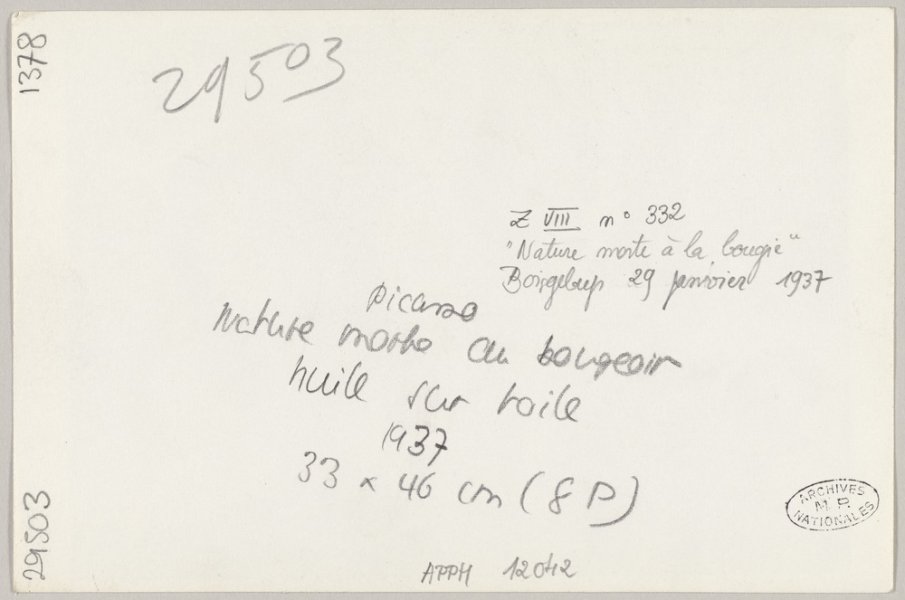 1378
29503
Z VIII n° 332
"Nature morte à la bougie"
Boisgeloup 29 janvier 1937
Picasso
Nature morte au bougeoir
huile sur toile
1937
33 x 46 cm (8 P)
29503
ARCHIVES
M.P.
NATIONALES
APPH 12042